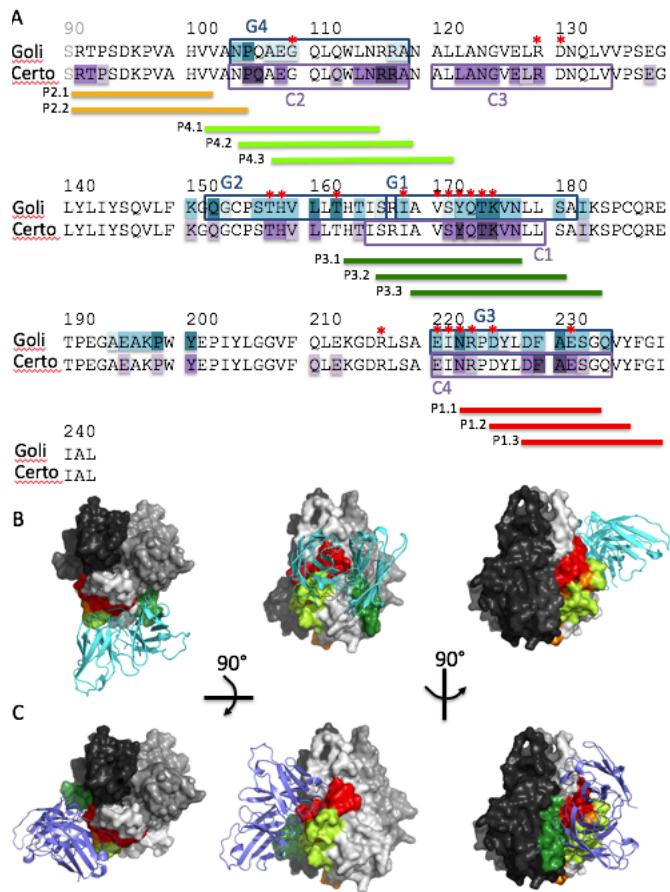 A
90 100 110 120 130
G4
* * *
Goli SRTPSDKPVA HVVANPQAEG QLQWLNRRAN ALLANGVELR DNQLVVPSEG
Certo SRTPSDKPVA HVVANPQAEG QLQWLNRRAN ALLANGVELR DNQLVVPSEG
C2 C3
P2.1
P2.2
P4.1
P4.2
P4.3
140 150 160 170 180
G2 G1
* * * * * * * * * *
Goli LYLIYSQVLF KGQGCPSTHV LLTHTISRIA VSYQTKVNLL SAIKSPCQRE
Certo LYLIYSQVLF KGQGCPSTHV LLTHTISRIA VSYQTKVNLL SAIKSPCQRE
C1
P3.1
P3.2
P3.3
190 200 210 220 230
G3
* * * * * * *
Goli TPEGAEAKPW YEPIYLGGVF QLEKGDRLSA EINRPDYLDF AESGQVYFGI
Certo TPEGAEAKPW YEPIYLGGVF QLEKGDRLSA EINRPDYLDF AESGQVYFGI
C4
P1.1
P1.2
P1.3
240
Goli IAL
Certo IAL
B
90° 90°
C